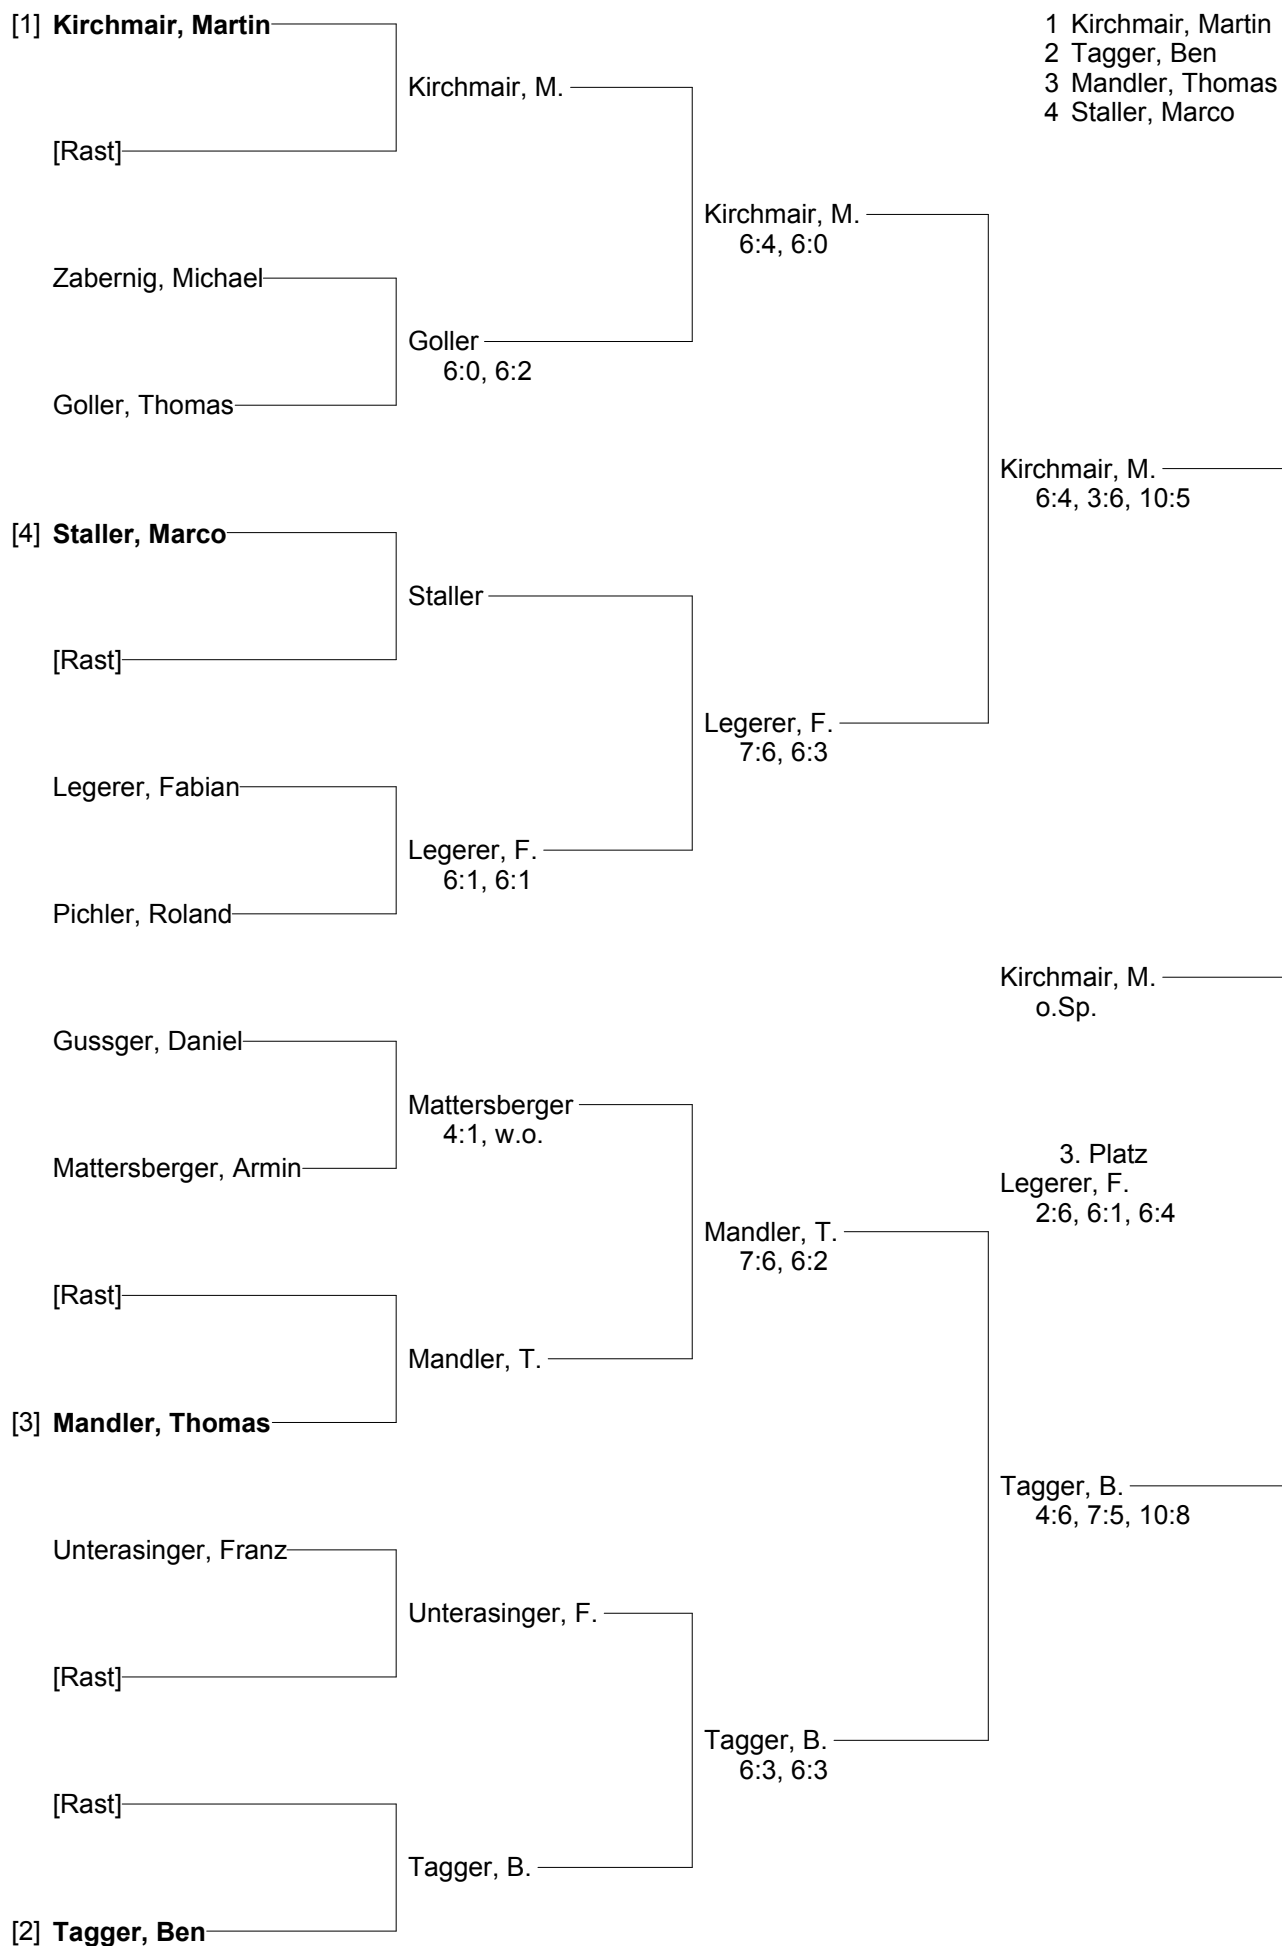 [1] Kirchmair, Martin
1 Kirchmair, Martin
2 Tagger, Ben
3 Mandler, Thomas
4 Staller, Marco
Kirchmair, M.
[Rast]
Kirchmair, M.
6:4, 6:0
Zabernig, Michael
Goller
6:0, 6:2
Goller, Thomas
Kirchmair, M.
6:4, 3:6, 10:5
[4] Staller, Marco
Staller
[Rast]
Legerer, F.
7:6, 6:3
Legerer, Fabian
Legerer, F.
6:1, 6:1
Pichler, Roland
Kirchmair, M.
o.Sp.
Gussger, Daniel
Mattersberger
4:1, w.o.
Mattersberger, Armin
3. Platz
Legerer, F.
2:6, 6:1, 6:4
Mandler, T.
7:6, 6:2
[Rast]
Mandler, T.
[3] Mandler, Thomas
Tagger, B.
4:6, 7:5, 10:8
Unterasinger, Franz
Unterasinger, F.
[Rast]
Tagger, B.
6:3, 6:3
[Rast]
Tagger, B.
[2] Tagger, Ben